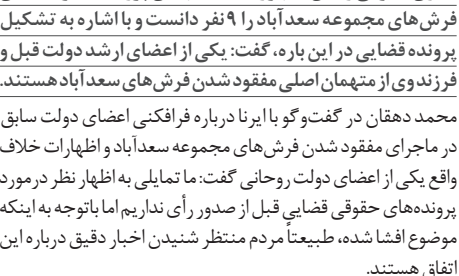 فرش‌های مجموعه سعدآباد را ۹ نفر دانست و با اشاره به تشکیل
پرونده قضایی در این باره، گفت: یکی از اعضای ارشد دولت قبل و
فرزند وی از متهمان اصلی مفقود شدن فرش‌های سعدآباد هستند.
محمد دهقان در گفت‌وگو با ایرنا درباره فرافکنی اعضای دولت سابق
در ماجرای مفقود شدن فرش‌های مجموعه سعدآباد و اظهارات خلاف
واقع یکی از اعضای دولت روحانی گفت: ما تمایلی به اظهار نظر درمورد
پرونده‌های حقوقی قضایی قبل از صدور رأی نداریم اما باتوجه به اینکه
موضوع افشا شده، طبیعتاً مردم منتظر شنیدن اخبار دقیق درباره این
اتفاق هستند.